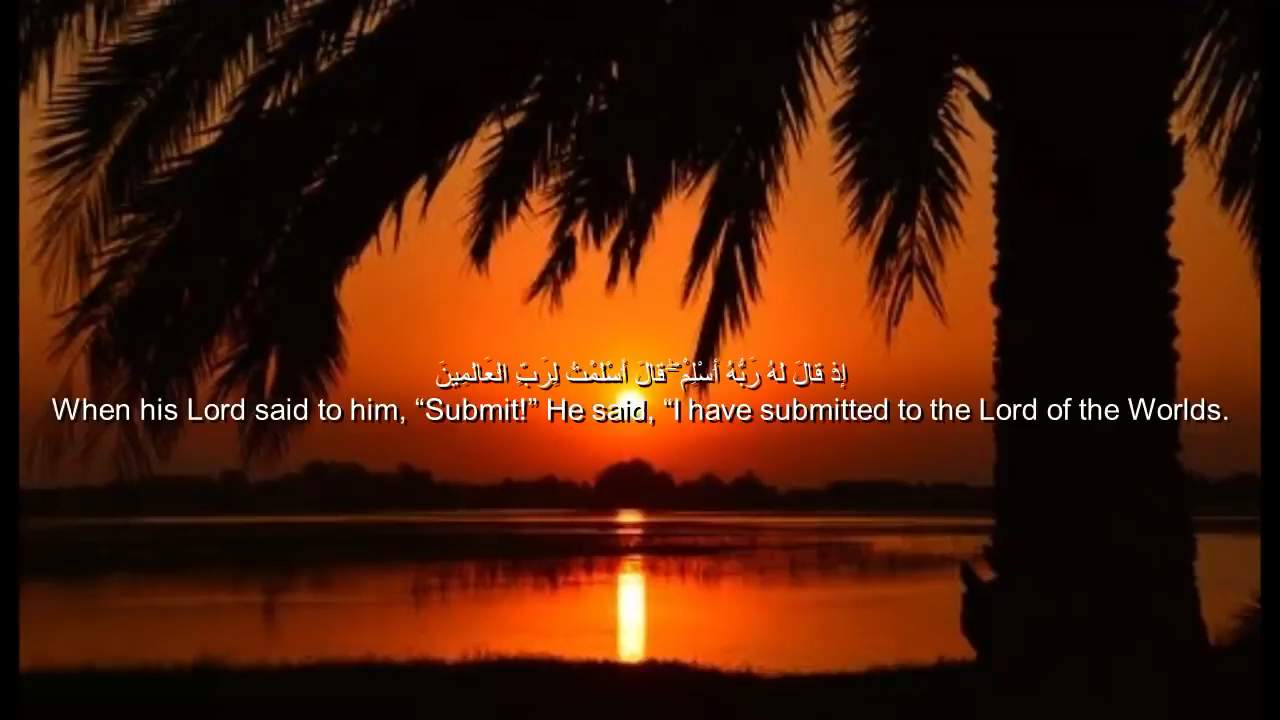 إِذْ قَالَ لَهُ رَبُّهُ أَسْلِمْ ۖ قَالَ أَسْلَمْتُ لِرَبِّ الْعَالَمِينَ
When his Lord said to him, “Submit!” He said, “I have submitted to the Lord of the Worlds.